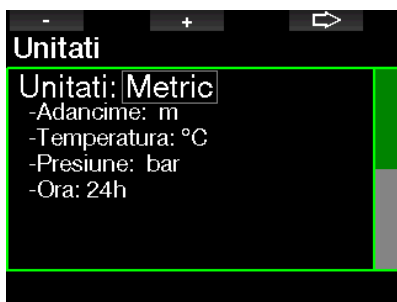 - +
Unitati
Unitati: Metric
-Adancime: m
-Temperatura: °C
-Presiune: bar
-Ora: 24h